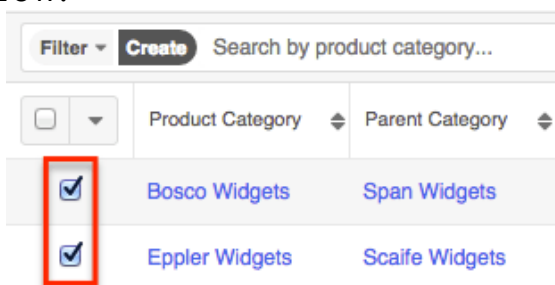 Filter Create Search by product category...
Product Category Parent Category
Bosco Widgets Span Widgets
Eppler Widgets Scaife Widgets